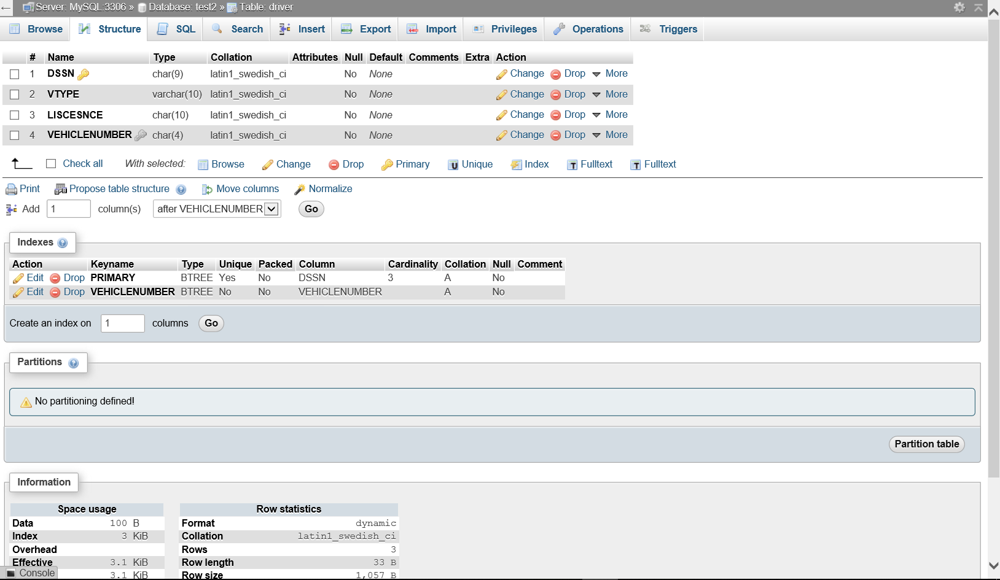 Server: MySQL:3306 » Database: test2 » Table: driver
Browse Structure SQL Search Insert Export Import Privileges Operations Triggers
# Name Type Collation Attributes Null Default Comments Extra Action
1 DSSN char(9) latin1_swedish_ci No None Change Drop More
2 VTYPE varchar(10) latin1_swedish_ci No None Change Drop More
3 LISCESNCE char(10) latin1_swedish_ci No None Change Drop More
4 VEHICLENUMBER char(4) latin1_swedish_ci No None Change Drop More
Check all With selected: Browse Change Drop Primary Unique Index Fulltext Fulltext
Print Propose table structure Move columns Normalize
Add 1 column(s) after VEHICLENUMBER Go
Indexes
Action Keyname Type Unique Packed Column Cardinality Collation Null Comment
Edit Drop PRIMARY BTREE Yes No DSSN 3 A No
Edit Drop VEHICLENUMBER BTREE No No VEHICLENUMBER A No
Create an index on 1 columns Go
Partitions
No partitioning defined!
Partition table
Information
Space usage
Data 100 B
Index 3 KiB
Overhead
Effective 3.1 KiB
3.1 KiB
Row statistics
Format dynamic
Collation latin1_swedish_ci
Rows 3
Row length 33 B
Row size 1,057 B
Console